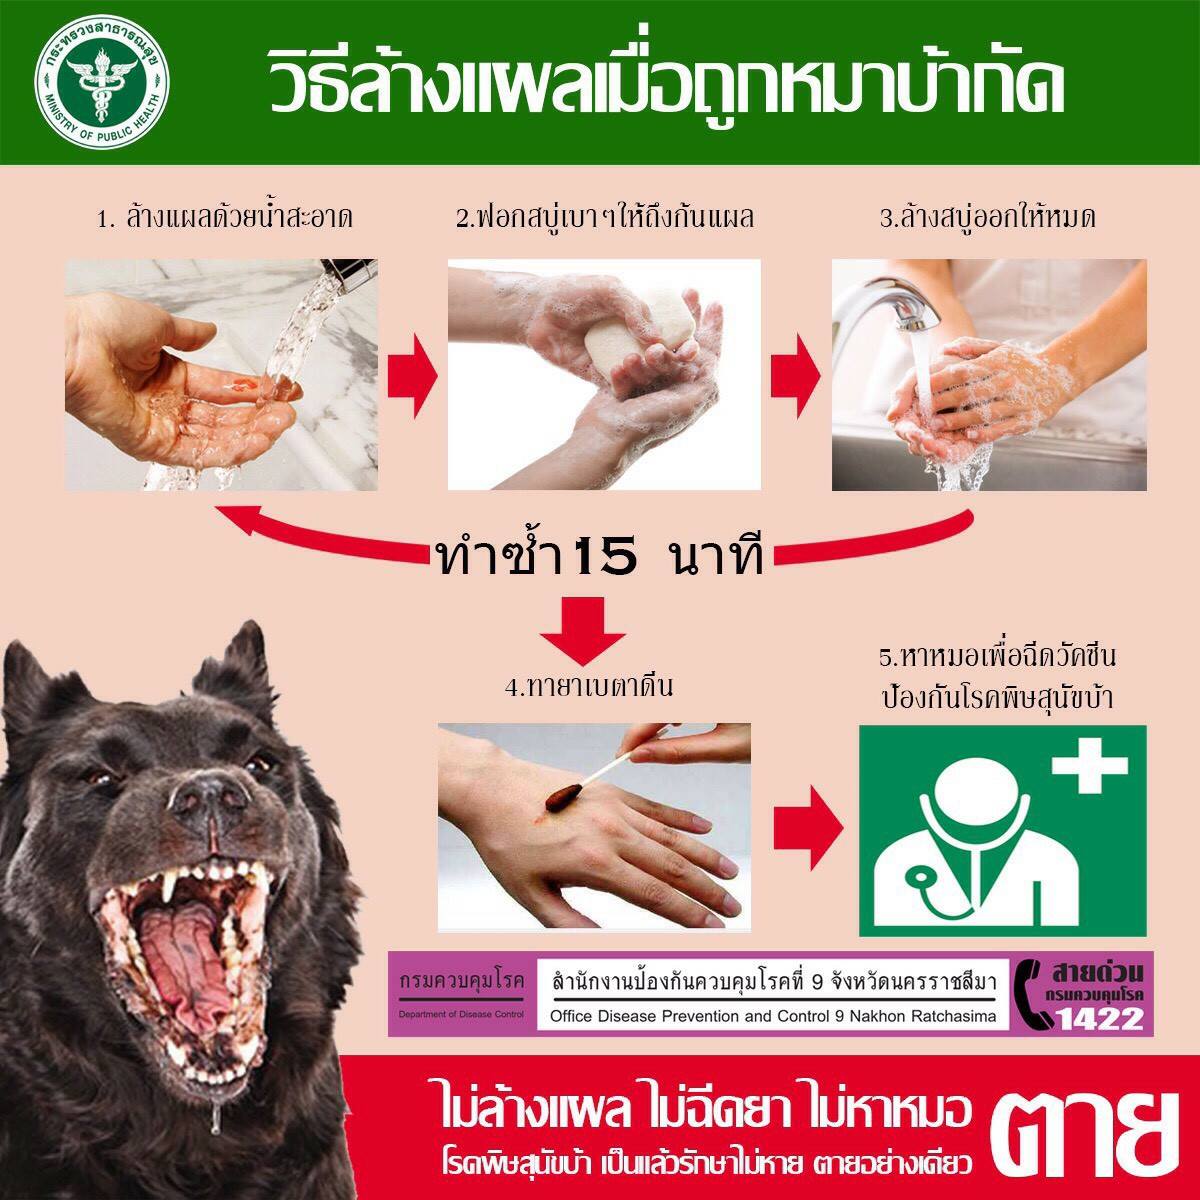 กระทรวงสาธารณสุข
MINISTRY OF PUBLIC HEALTH
วิธีล้างแผลเมื่อถูกหมาบ้ากัด
1. ล้างแผลด้วยน้ำสะอาด
2.ฟอกสบู่เบาๆให้ถึงก้นแผล
3.ล้างสบู่ออกให้หมด
ทำซ้ำ 15 นาที
4.ทายาเบตาดีน
5.หาหมอเพื่อฉีดวัคซีน
ป้องกันโรคพิษสุนัขบ้า
กรมควบคุมโรค
Department of Disease Control
สำนักงานป้องกันควบคุมโรคที่ 9 จังหวัดนครราชสีมา
Office Disease Prevention and Control 9 Nakhon Ratchasima
สายด่วน
กรมควบคุมโรค
1422
ไม่ล้างแผล ไม่ฉีดยา ไม่หาหมอ ตาย
โรคพิษสุนัขบ้า เป็นแล้วรักษาไม่หาย ตายอย่างเดียว